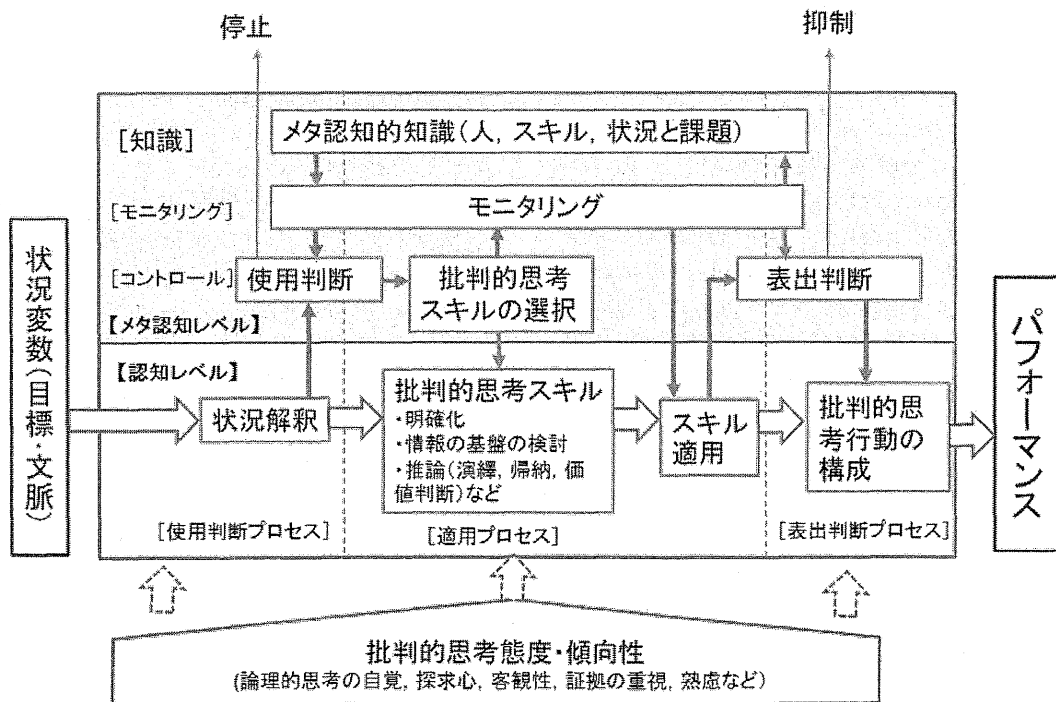 停止
抑制
[知識]
メタ認知的知識(人, スキル, 状況と課題)
[モニタリング]
モニタリング
[コントロール]
使用判断
批判的思考
スキルの選択
表出判断
【メタ認知レベル】
状況変数(目標・文脈)
【認知レベル】
状況解釈
批判的思考スキル
・明確化
・情報の基盤の検討
・推論(演繹, 帰納, 価
値判断)など
スキル
適用
批判的思
考行動の
構成
パフォーマンス
[使用判断プロセス]
[適用プロセス]
[表出判断プロセス]
批判的思考態度・傾向性
(論理的思考の自覚, 探求心, 客観性, 証拠の重視, 熟慮など)